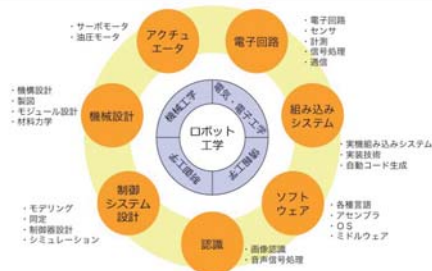 アクチュ
エータ
・サーボモータ
・油圧モータ
電子回路
・電子回路
・センサ
・計測
・信号処理
・通信
機械設計
・機構設計
・製図
・モジュール設計
・材料力学
機械工学
電気・電子工学
ロボット
工学
制御工学
情報工学
組み込み
システム
・実機組み込みシステム
・実装技術
・自動コード生成
制御
システム
設計
・モデリング
・同定
・制御器設計
・シミュレーション
ソフト
ウェア
・各種言語
・アセンブラ
・OS
・ミドルウェア
認識
・画像認識
・音声信号処理